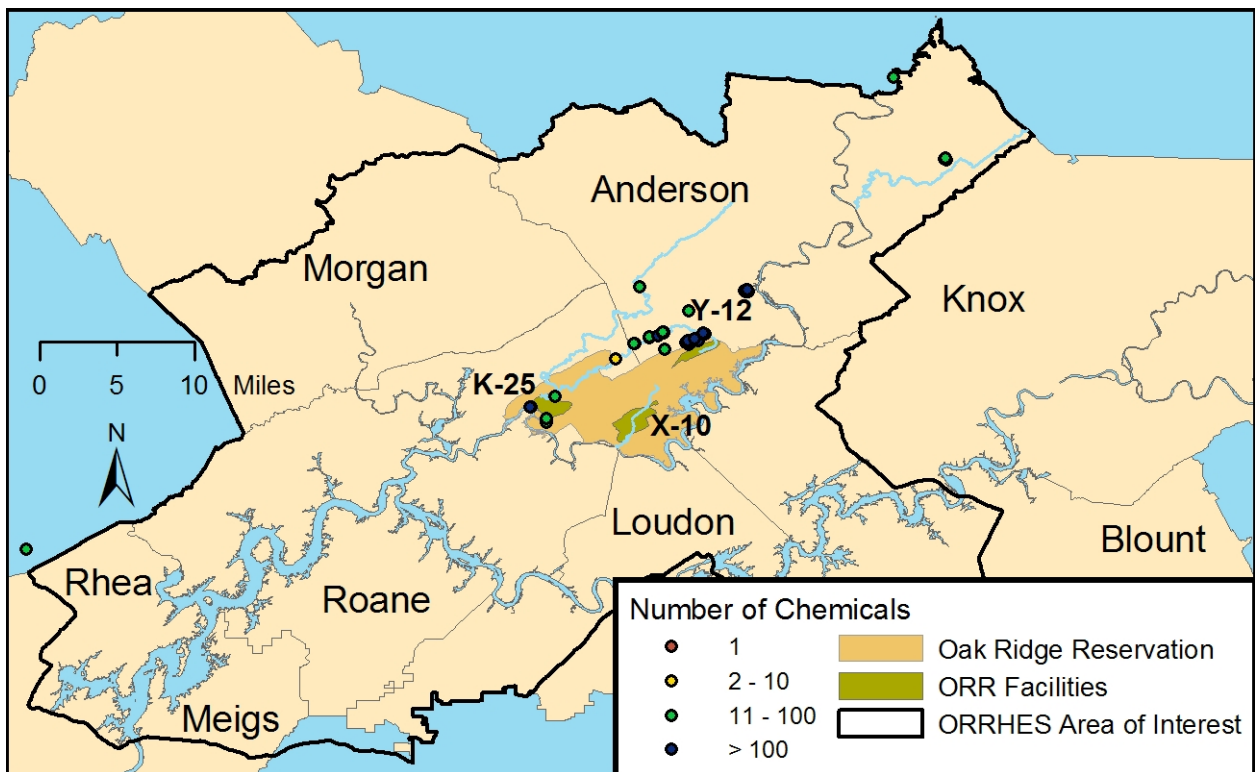 Anderson
Morgan
Knox
Y-12
0 5 10 Miles
K-25
X-10
N
Loudon
Blount
Rhea
Roane
Meigs
Number of Chemicals
1
2 - 10
11 - 100
> 100
Oak Ridge Reservation
ORR Facilities
ORRHES Area of Interest